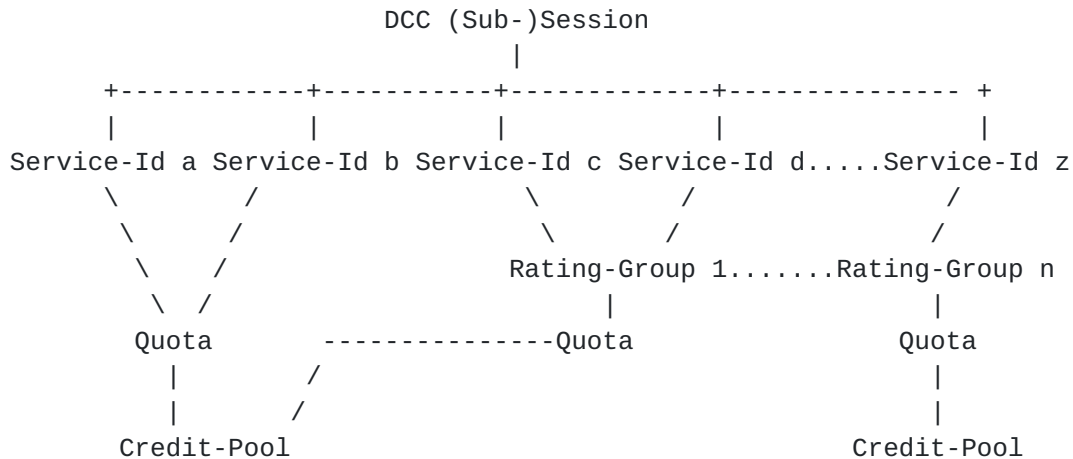 DCC (Sub-)Session
|
+------------+-----------+-------------+--------------- +
| | | | |
Service-Id a Service-Id b Service-Id c Service-Id d.....Service-Id z
\ / \ / /
\ / \ / /
\ / Rating-Group 1.......Rating-Group n
\ / | |
Quota ---------------Quota Quota
| / |
| / |
Credit-Pool Credit-Pool